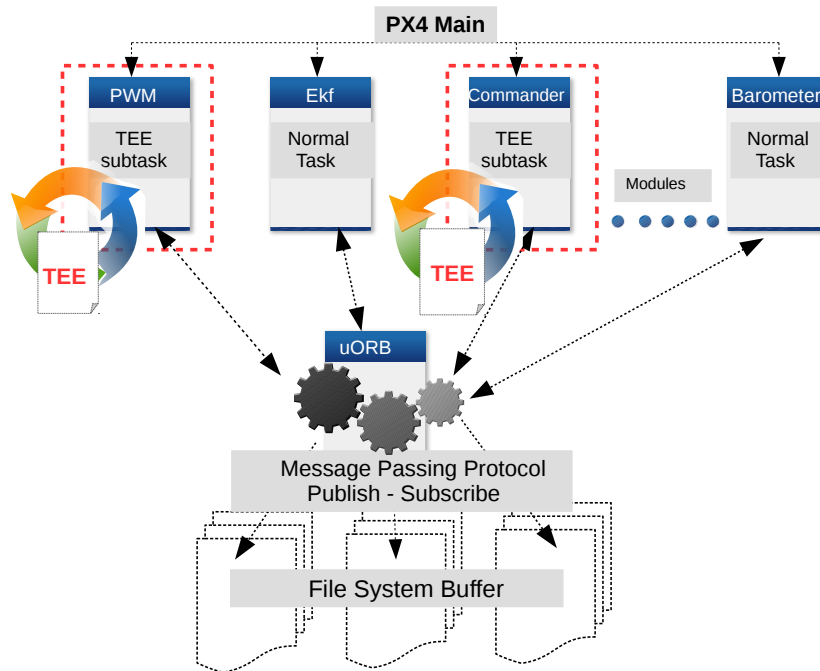 PX4 Main
PWM
Ekf
Commander
Barometer
TEE
subtask
Normal
Task
TEE
subtask
Normal
Task
Modules
TEE
TEE
uORB
Message Passing Protocol
Publish - Subscribe
File System Buffer